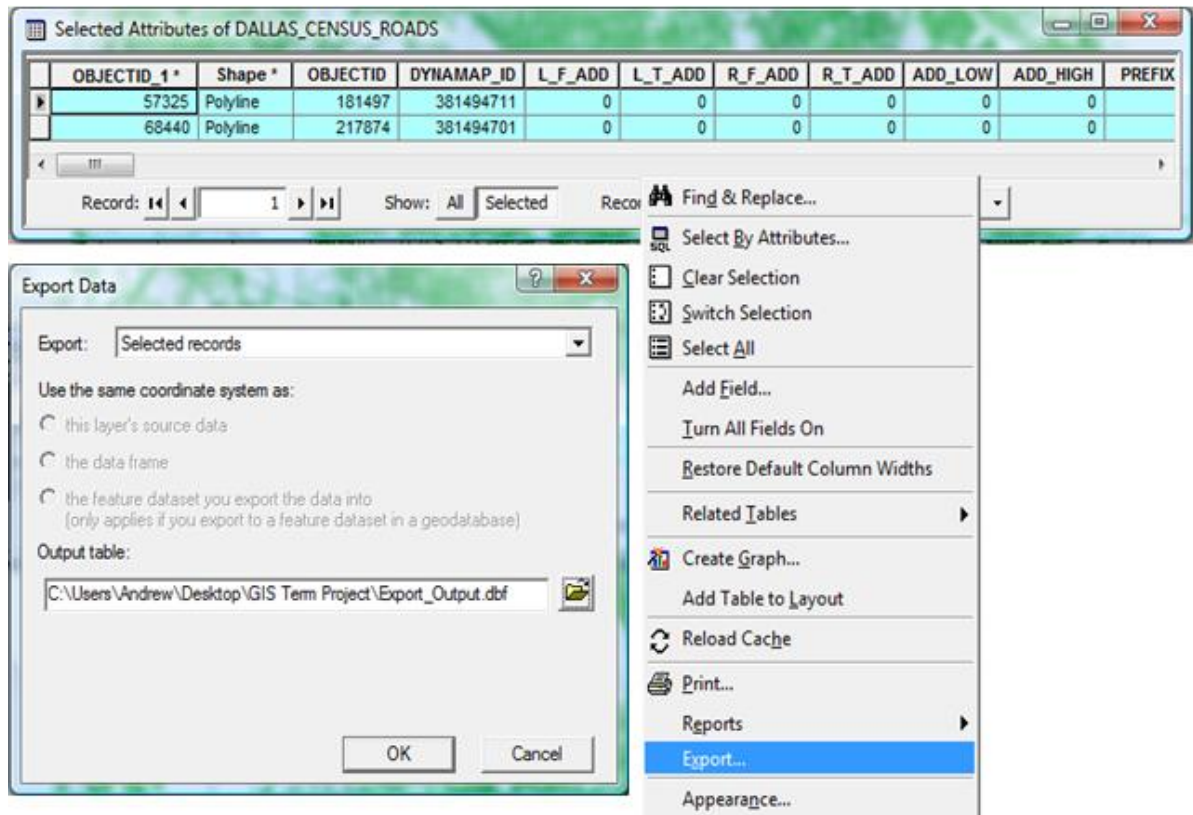 Selected Attributes of DALLAS_CENSUS_ROADS
OBJECTID_1 * Shape * OBJECTID DYNAMAP_ID L_F_ADD L_T_ADD R_F_ADD R_T_ADD ADD_LOW ADD_HIGH PREFIX
57325 Polyline 181497 381494711 0 0 0 0 0 0
68440 Polyline 217874 381494701 0 0 0 0 0 0
Record: 1 Show: All Selected
Export Data
Export: Selected records
Use the same coordinate system as:
this layer's source data
the data frame
the feature dataset you export the data into
(only applies if you export to a feature dataset in a geodatabase)
Output table:
C:\Users\Andrew\Desktop\GIS Term Project\Export_Output.dbf
OK Cancel
Find & Replace...
SQL Select By Attributes...
Clear Selection
Switch Selection
Select All
Add Field...
Turn All Fields On
Restore Default Column Widths
Related Tables
Create Graph...
Add Table to Layout
Reload Cache
Print...
Reports
Export...
Appearance...